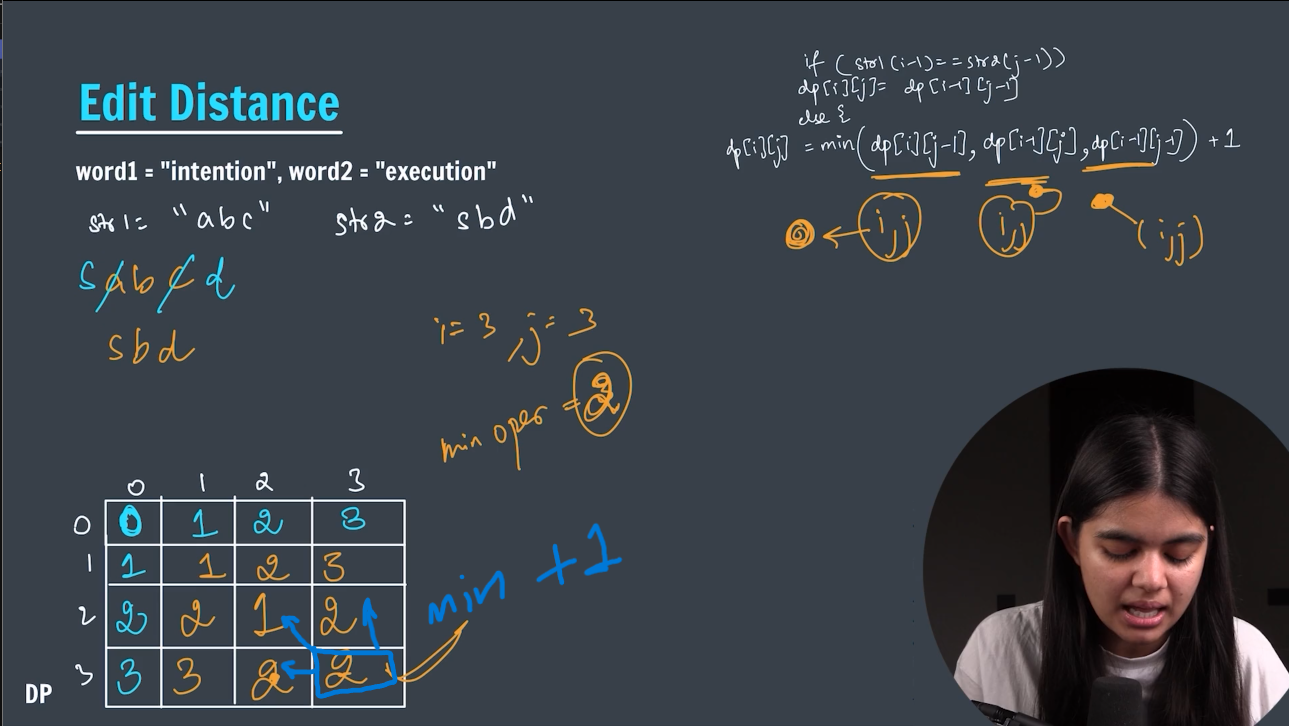 Edit Distance
word1 = "intention", word2 = "execution"
str1 = "abc" str2 = "sbd"
sabcd
sbd
if (str1(i-1)==str2(j-1))
dp[i][j]= dp[i-1][j-1]
else {
dp[i][j] = min(dp[i][j-1], dp[i-1][j], dp[i-1][j-1]) + 1
i,j i,j (i,j)
i= 3, j= 3
min oper = 2
0 1 2 3
0 0 1 2 3
1 1 1 2 3
2 2 2 1 2
3 3 3 2 2
min +1
DP